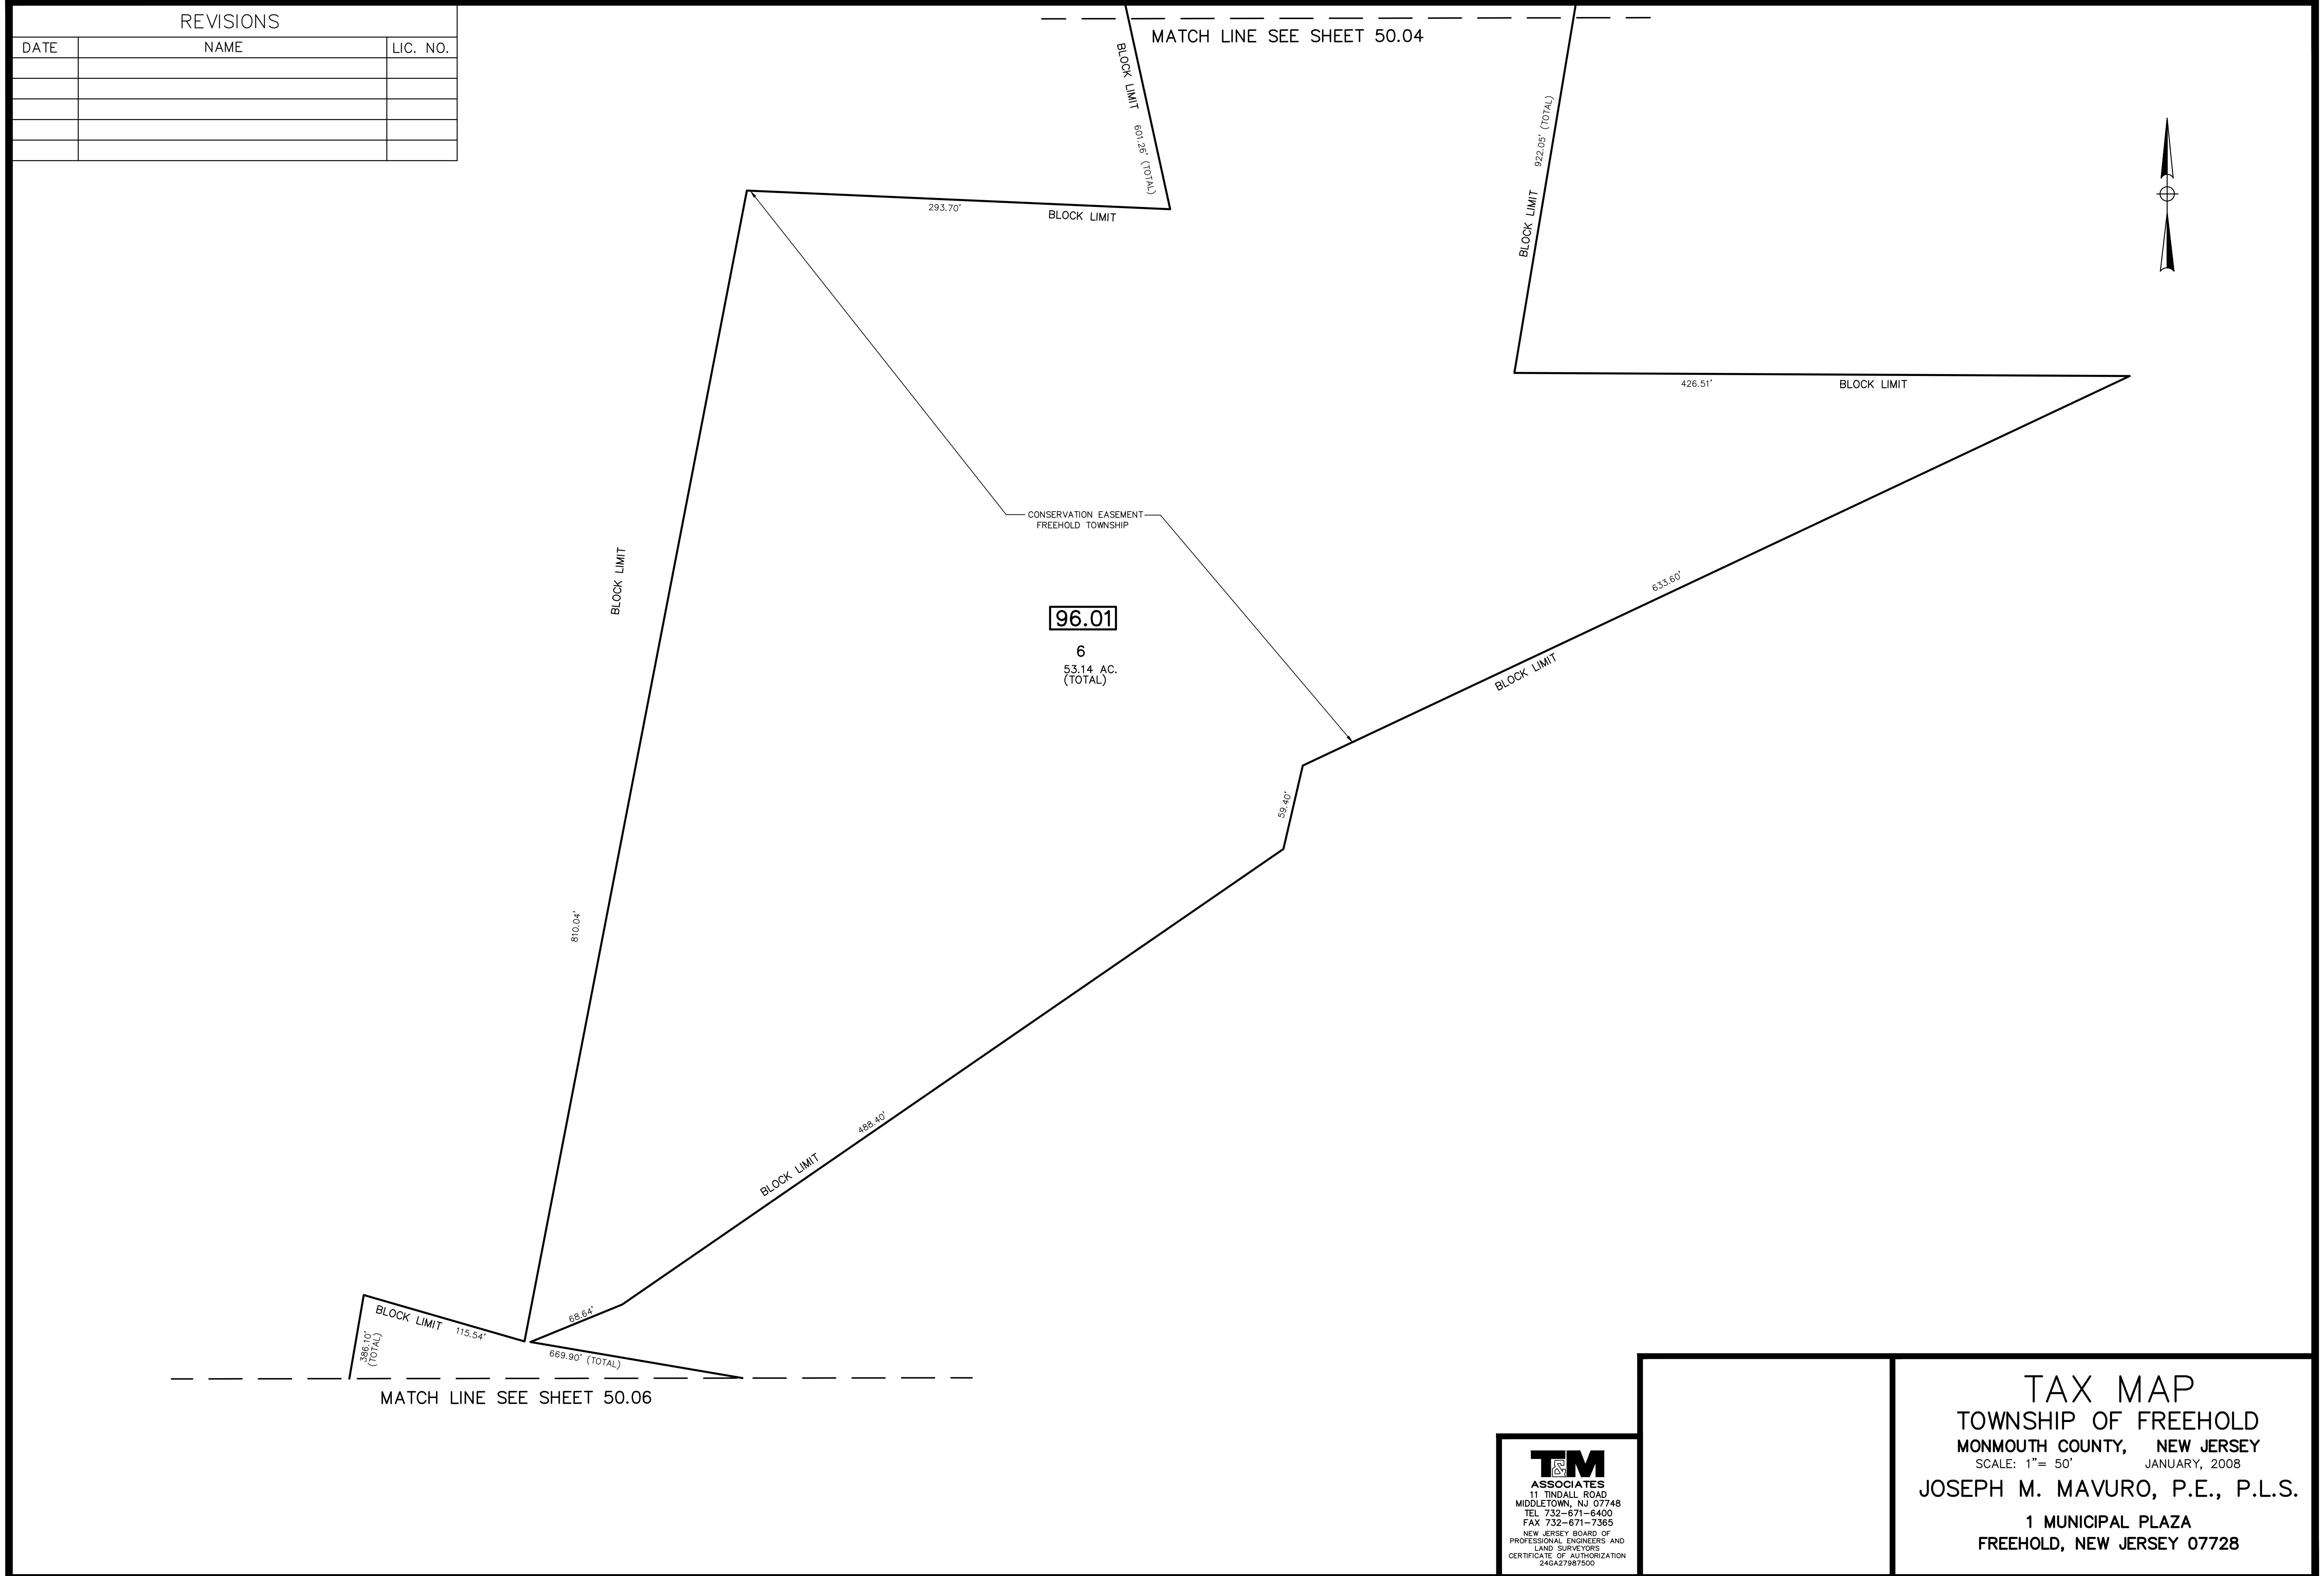 REVISIONS
DATE NAME LIC. NO.
MATCH LINE SEE SHEET 50.04
BLOCK LIMIT 601.26' (TOTAL)
BLOCK LIMIT 922.05' (TOTAL)
293.70' BLOCK LIMIT
426.51' BLOCK LIMIT
CONSERVATION EASEMENT
FREEHOLD TOWNSHIP
BLOCK LIMIT
633.60'
96.01
6
53.14 AC.
(TOTAL)
BLOCK LIMIT
59.40'
810.04'
488.40'
BLOCK LIMIT
68.64'
BLOCK LIMIT 115.54'
386.10'
(TOTAL)
669.90' (TOTAL)
MATCH LINE SEE SHEET 50.06
T&M
ASSOCIATES
11 TINDALL ROAD
MIDDLETOWN, NJ 07748
TEL 732-671-6400
FAX 732-671-7365
NEW JERSEY BOARD OF
PROFESSIONAL ENGINEERS AND
LAND SURVEYORS
CERTIFICATE OF AUTHORIZATION
24GA27987500
TAX MAP
TOWNSHIP OF FREEHOLD
MONMOUTH COUNTY, NEW JERSEY
SCALE: 1"= 50' JANUARY, 2008
JOSEPH M. MAVURO, P.E., P.L.S.
1 MUNICIPAL PLAZA
FREEHOLD, NEW JERSEY 07728